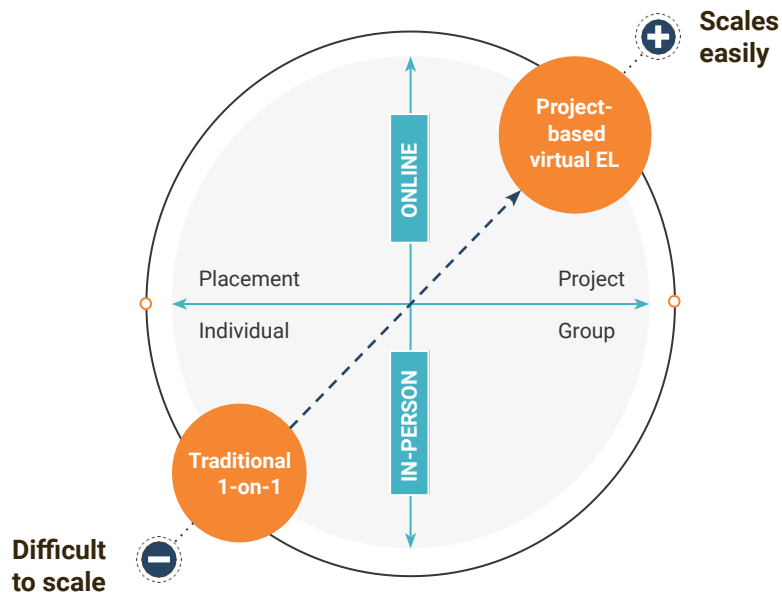 Scales
easily
Project-
based
virtual EL
ONLINE
Placement
Project
Individual
Group
IN-PERSON
Traditional
1-on-1
Difficult
to scale